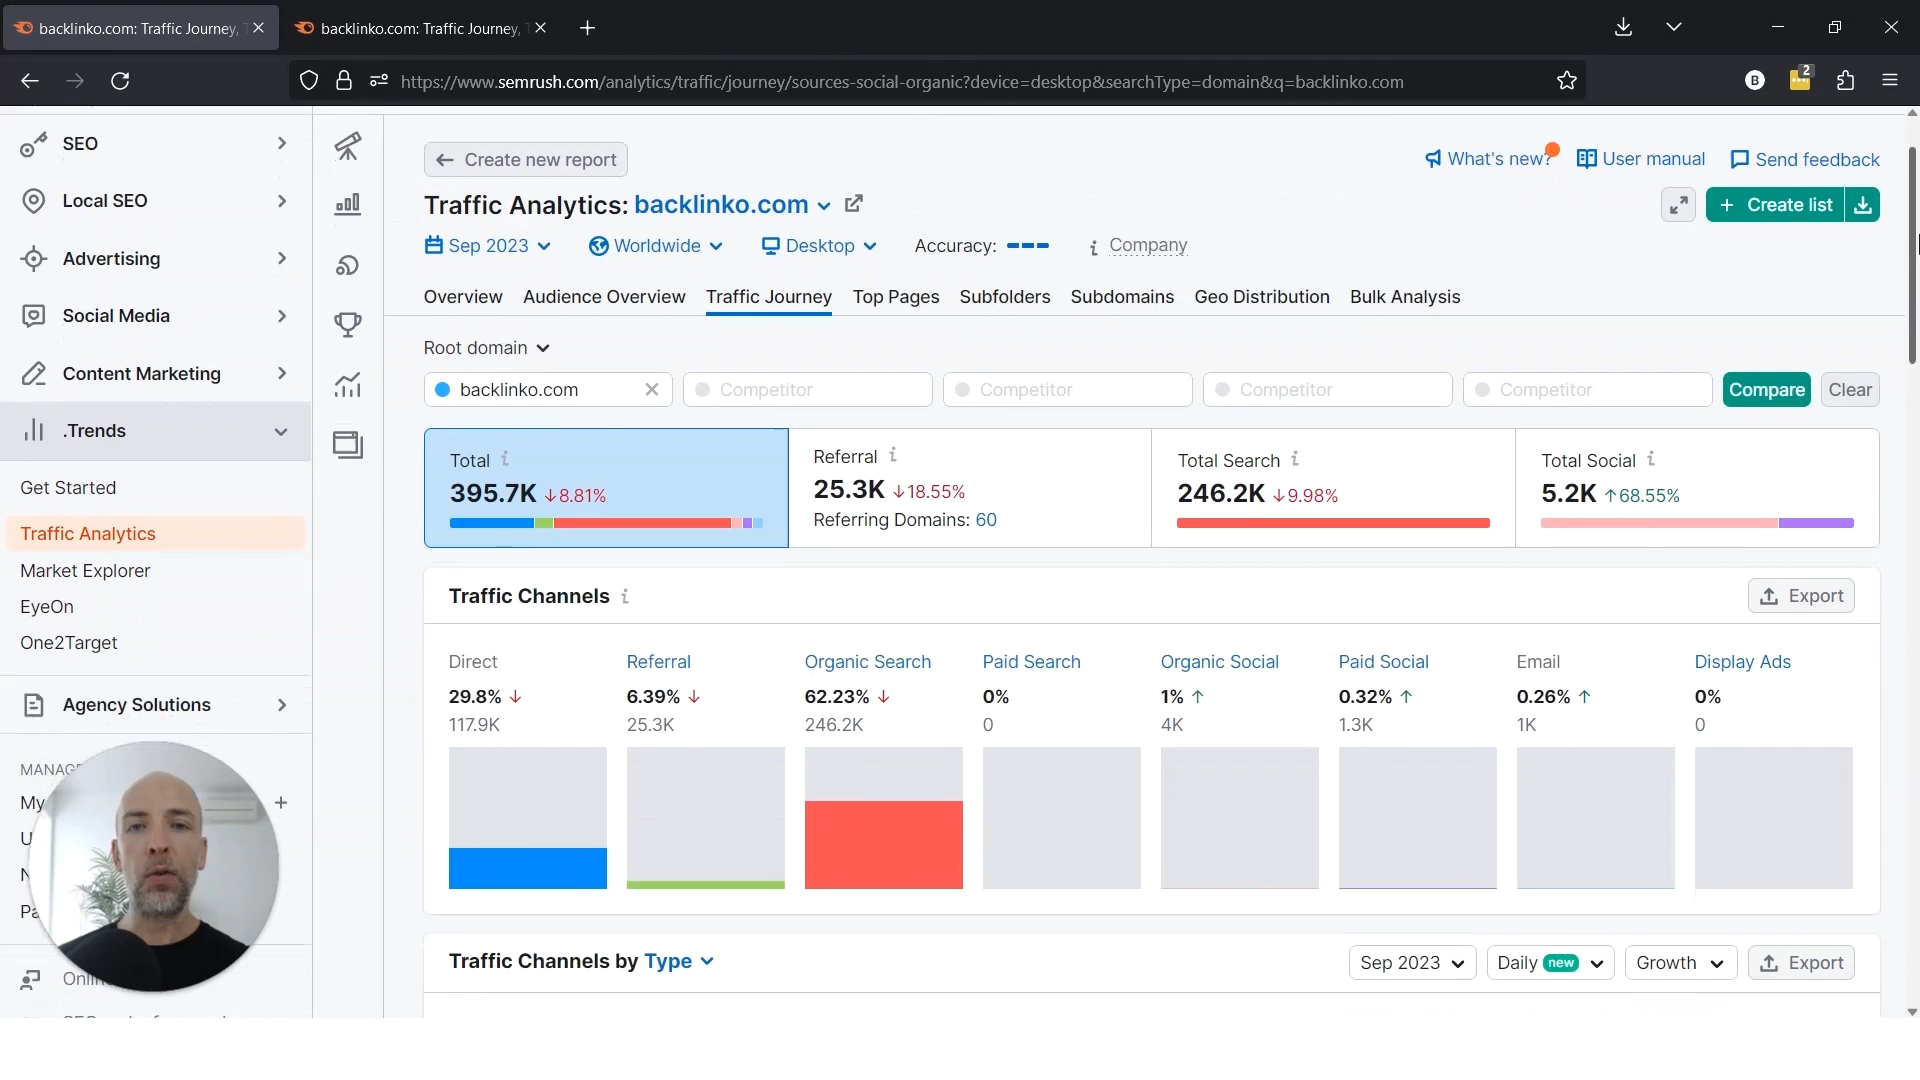 backlinko.com: Traffic Journey,
backlinko.com: Traffic Journey,
https://www.semrush.com/analytics/traffic/journey/sources-social-organic?device=desktop&searchType=domain&q=backlinko.com
B
2
SEO
Local SEO
Advertising
Social Media
Content Marketing
.Trends
Get Started
Traffic Analytics
Market Explorer
EyeOn
One2Target
Agency Solutions
My
Create new report
What's new?
User manual
Send feedback
Traffic Analytics: backlinko.com
+ Create list
Sep 2023
Worldwide
Desktop
Accuracy:
i Company
Overview
Audience Overview
Traffic Journey
Top Pages
Subfolders
Subdomains
Geo Distribution
Bulk Analysis
Root domain
backlinko.com
Competitor
Competitor
Competitor
Competitor
Compare
Clear
Total i
395.7K ↓8.81%
Referral i
25.3K ↓18.55%
Referring Domains: 60
Total Search i
246.2K ↓9.98%
Total Social i
5.2K ↑68.55%
Traffic Channels i
Export
Direct
29.8% ↓
117.9K
Referral
6.39% ↓
25.3K
Organic Search
62.23% ↓
246.2K
Paid Search
0%
0
Organic Social
1% ↑
4K
Paid Social
0.32% ↑
1.3K
Email
0.26% ↑
1K
Display Ads
0%
0
Traffic Channels by Type
Sep 2023
Daily new
Growth
Export